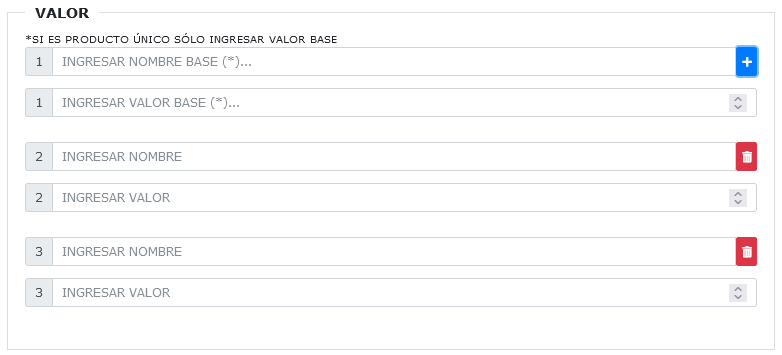 VALOR
*SI ES PRODUCTO ÚNICO SÓLO INGRESAR VALOR BASE
1 INGRESAR NOMBRE BASE (*)... +
1 INGRESAR VALOR BASE (*)...
2 INGRESAR NOMBRE
2 INGRESAR VALOR
3 INGRESAR NOMBRE
3 INGRESAR VALOR